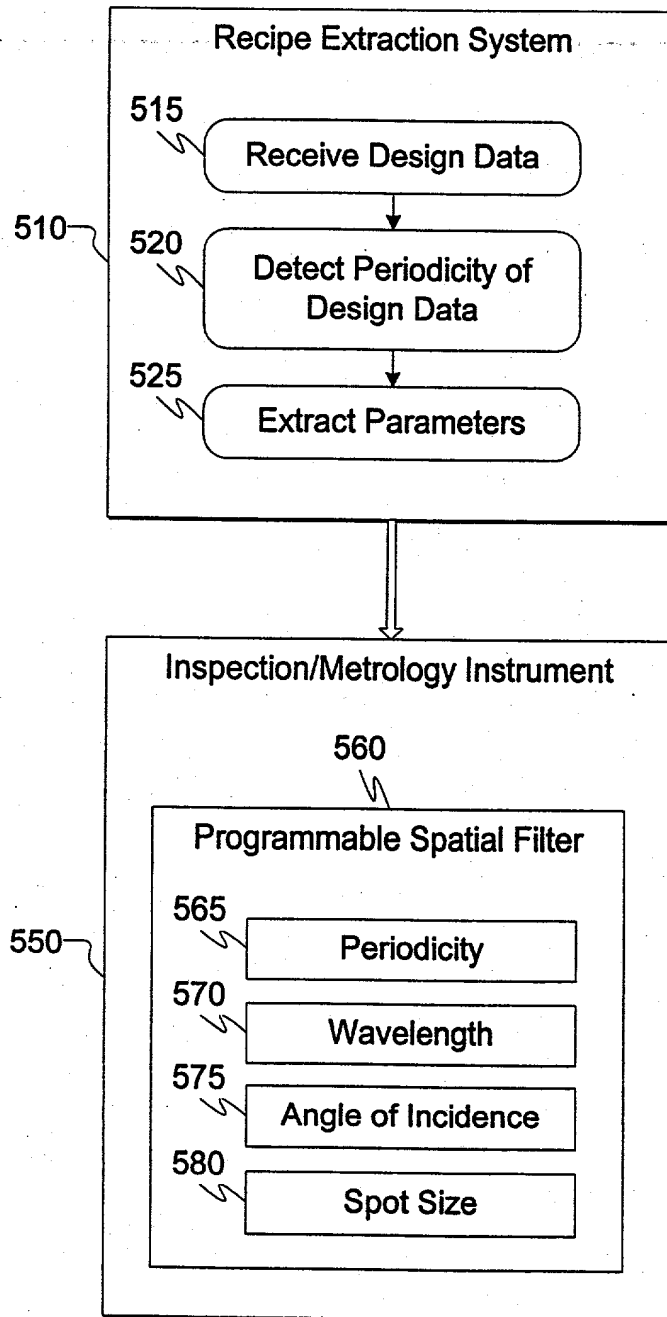 Recipe Extraction System
515
Receive Design Data
510
520
Detect Periodicity of
Design Data
525
Extract Parameters
Inspection/Metrology Instrument
560
Programmable Spatial Filter
550
565
Periodicity
570
Wavelength
575
Angle of Incidence
580
Spot Size